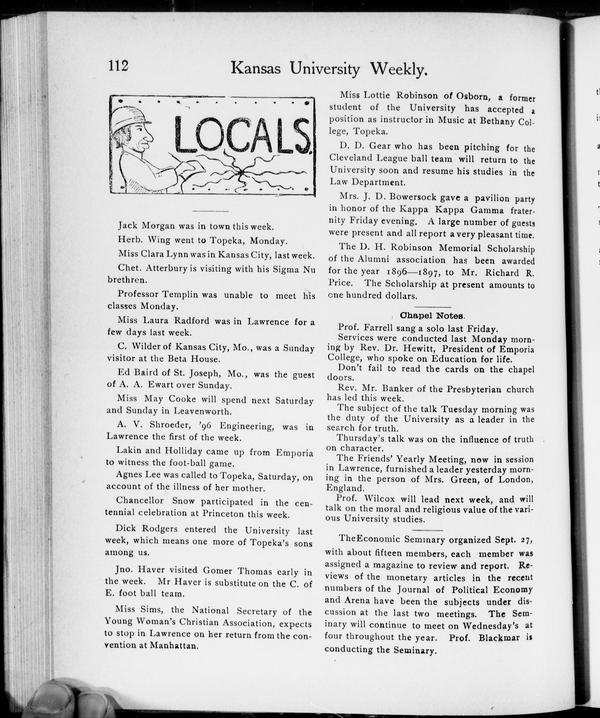 112
Kansas University Weekly.
LOCALS.
Jack Morgan was in town this week.
Herb. Wing went to Topeka, Monday.
Miss Clara Lynn was in Kansas City, last week.
Chet. Atterbury is visiting with his Sigma Nu
brethren.
Professor Templin was unable to meet his
classes Monday.
Miss Laura Radford was in Lawrence for a
few days last week.
C. Wilder of Kansas City, Mo., was a Sunday
visitor at the Beta House.
Ed Baird of St. Joseph, Mo., was the guest
of A. A. Ewart over Sunday.
Miss May Cooke will spend next Saturday
and Sunday in Leavenworth.
A. V. Shroeder, '96 Engineering, was in
Lawrence the first of the week.
Lakin and Holliday came up from Emporia
to witness the foot-ball game.
Agnes Lee was called to Topeka, Saturday, on
account of the illness of her mother.
Chancellor Snow participated in the cen-
tennial celebration at Princeton this week.
Dick Rodgers entered the University last
week, which means one more of Topeka's sons
among us.
Jno. Haver visited Gomer Thomas early in
the week. Mr Haver is substitute on the C. of
E. foot ball team.
Miss Sims, the National Secretary of the
Young Woman's Christian Association, expects
to stop in Lawrence on her return from the con-
vention at Manhattan.
Miss Lottie Robinson of Osborn, a former
student of the University has accepted a
position as instructor in Music at Bethany Col-
lege, Topeka.
D. D. Gear who has been pitching for the
Cleveland League ball team will return to the
University soon and resume his studies in the
Law Department.
Mrs. J. D. Bowersock gave a pavilion party
in honor of the Kappa Kappa Gamma frater-
nity Friday evening. A large number of guests
were present and all report a very pleasant time.
The D. H. Robinson Memorial Scholarship
of the Alumni association has been awarded
for the year 1896—1897, to Mr. Richard R.
Price. The Scholarship at present amounts to
one hundred dollars.
Chapel Notes.
Prof. Farrell sang a solo last Friday.
Services were conducted last Monday morn-
ing by Rev. Dr. Hewitt, President of Emporia
College, who spoke on Education for life.
Don't fail to read the cards on the chapel
doors.
Rev. Mr. Banker of the Presbyterian church
has led this week.
The subject of the talk Tuesday morning was
the duty of the University as a leader in the
search for truth.
Thursday's talk was on the influence of truth
on character.
The Friends' Yearly Meeting, now in session
in Lawrence, furnished a leader yesterday morn-
ing in the person of Mrs. Green, of London,
England.
Prof. Wilcox will lead next week, and will
talk on the moral and religious value of the vari-
ous University studies.
TheEconomic Seminary organized Sept. 27,
with about fifteen members, each member was
assigned a magazine to review and report. Re-
views of the monetary articles in the recent
numbers of the Journal of Political Economy
and Arena have been the subjects under dis-
cussion at the last two meetings. The Sem-
inary will continue to meet on Wednesday's at
four throughout the year. Prof. Blackmar is
conducting the Seminary.